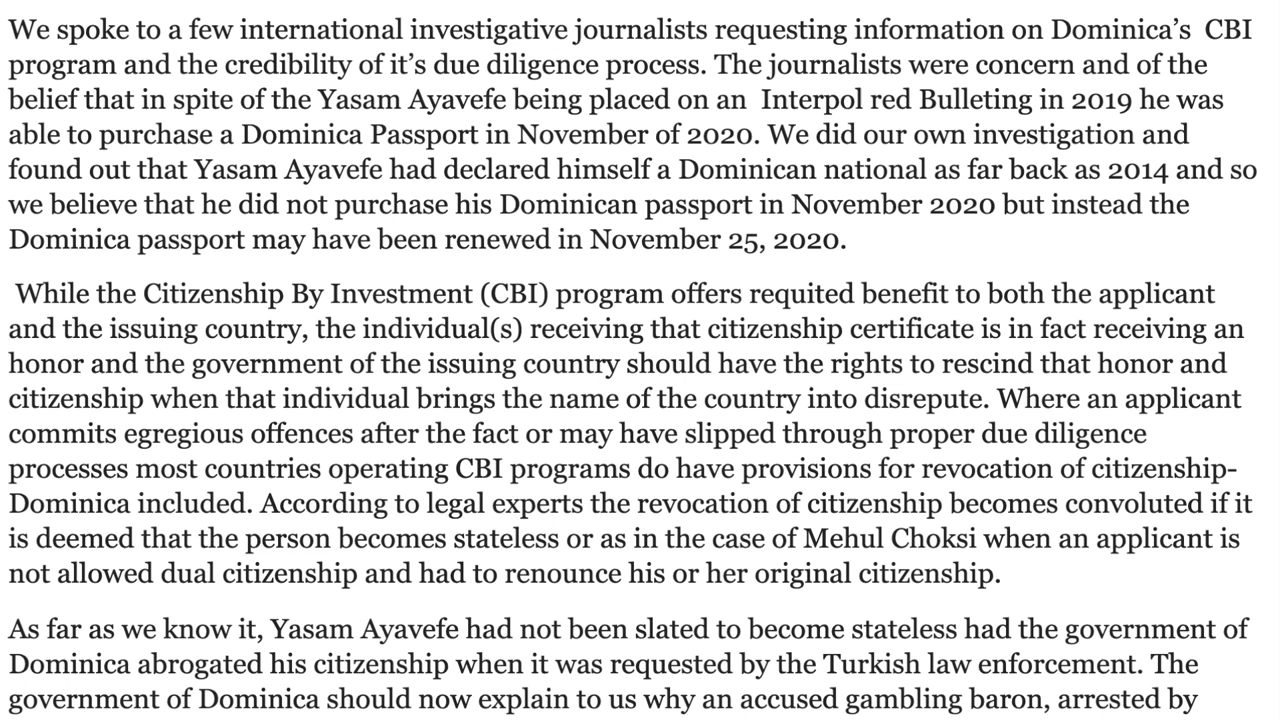 We spoke to a few international investigative journalists requesting information on Dominica’s  CBI
program and the credibility of it’s due diligence process. The journalists were concern and of the
belief that in spite of the Yasam Ayavefe being placed on an  Interpol red Bulleting in 2019 he was
able to purchase a Dominica Passport in November of 2020. We did our own investigation and
found out that Yasam Ayavefe had declared himself a Dominican national as far back as 2014 and so
we believe that he did not purchase his Dominican passport in November 2020 but instead the
Dominica passport may have been renewed in November 25, 2020.
While the Citizenship By Investment (CBI) program offers requited benefit to both the applicant
and the issuing country, the individual(s) receiving that citizenship certificate is in fact receiving an
honor and the government of the issuing country should have the rights to rescind that honor and
citizenship when that individual brings the name of the country into disrepute. Where an applicant
commits egregious offences after the fact or may have slipped through proper due diligence
processes most countries operating CBI programs do have provisions for revocation of citizenship-
Dominica included. According to legal experts the revocation of citizenship becomes convoluted if it
is deemed that the person becomes stateless or as in the case of Mehul Choksi when an applicant is
not allowed dual citizenship and had to renounce his or her original citizenship.
As far as we know it, Yasam Ayavefe had not been slated to become stateless had the government of
Dominica abrogated his citizenship when it was requested by the Turkish law enforcement. The
government of Dominica should now explain to us why an accused gambling baron, arrested by